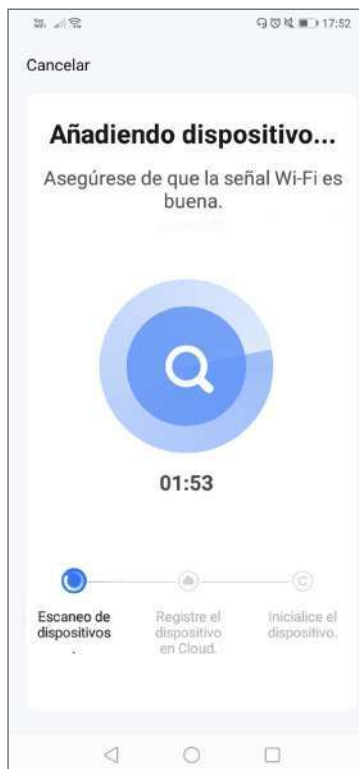 17:52
Cancelar
Añadiendo dispositivo...
Asegúrese de que la señal Wi-Fi es
buena.
01:53
Escaneo de
dispositivos
.
Registre el
dispositivo
en Cloud.
Inicialice el
dispositivo.